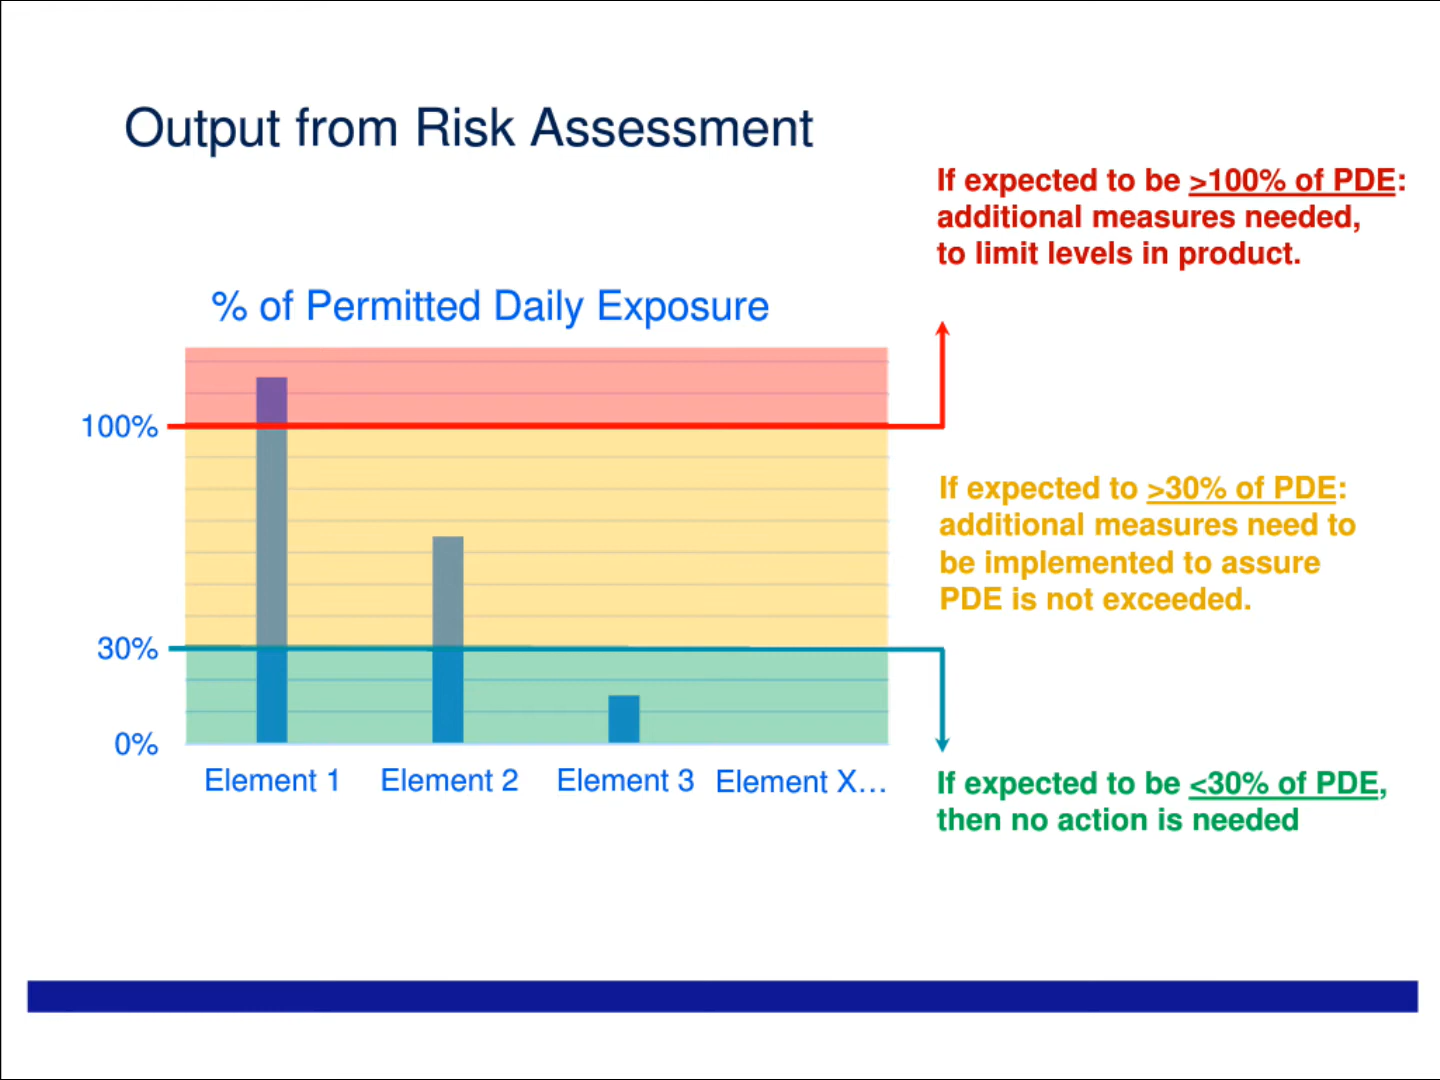 Output from Risk Assessment
If expected to be >100% of PDE:
additional measures needed,
to limit levels in product.
% of Permitted Daily Exposure
100%
If expected to >30% of PDE:
additional measures need to
be implemented to assure
PDE is not exceeded.
30%
0%
Element 1 Element 2 Element 3 Element X...
If expected to be <30% of PDE,
then no action is needed